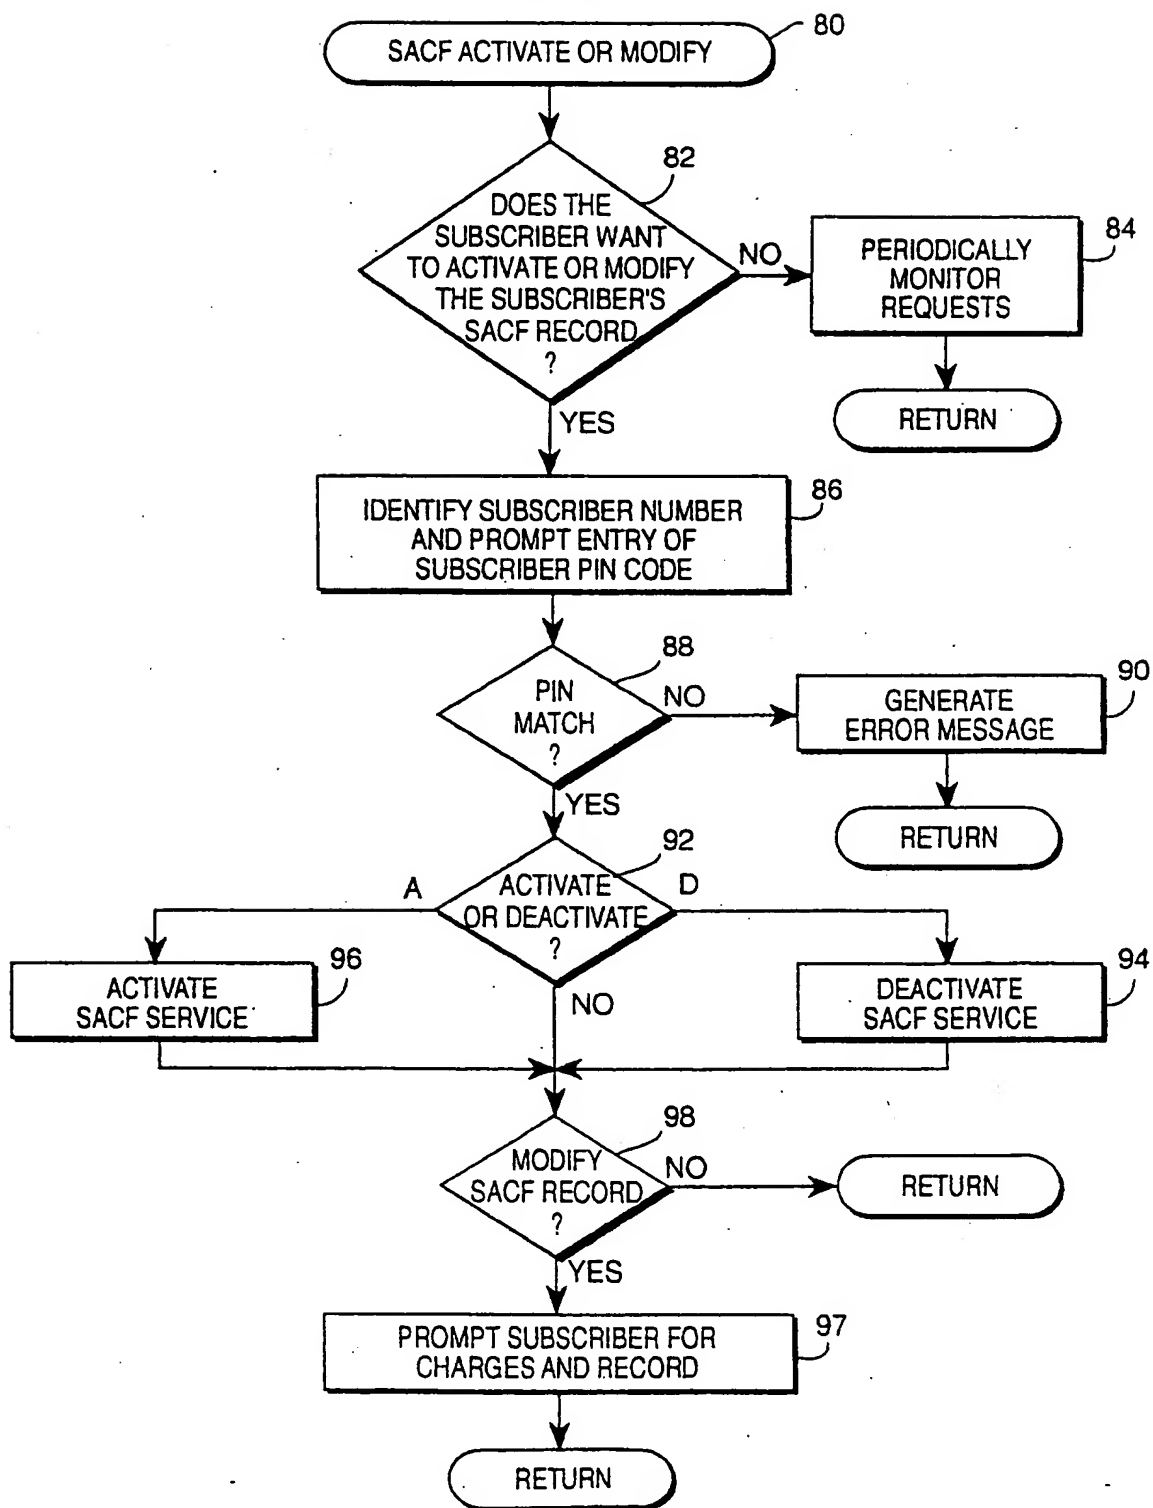 80
SACF ACTIVATE OR MODIFY
82
DOES THE
SUBSCRIBER WANT
TO ACTIVATE OR MODIFY
THE SUBSCRIBER'S
SACF RECORD
?
NO
84
PERIODICALLY
MONITOR
REQUESTS
RETURN
YES
86
IDENTIFY SUBSCRIBER NUMBER
AND PROMPT ENTRY OF
SUBSCRIBER PIN CODE
88
PIN
MATCH
?
NO
90
GENERATE
ERROR MESSAGE
RETURN
YES
92
ACTIVATE
OR DEACTIVATE
?
A
D
96
ACTIVATE
SACF SERVICE
NO
94
DEACTIVATE
SACF SERVICE
98
MODIFY
SACF RECORD
?
NO
RETURN
YES
97
PROMPT SUBSCRIBER FOR
CHARGES AND RECORD
RETURN